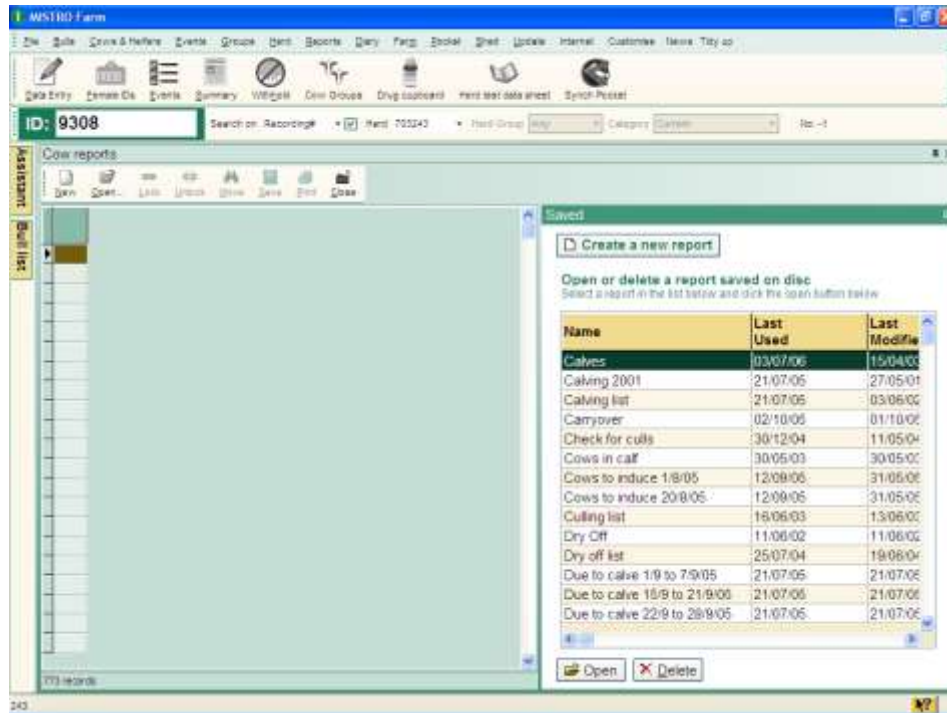 MISTRO Farm
File Bulls Cows & Heifers Events Groups Herd Reports Diary Farm Pocket Shed Update Internet Customise News Tidy up
Data Entry Female IDs Events Summary Withhold Cow Groups Drug cupboard Herd test data sheet Synch Pocket
ID: 9308 Search on: Recording# Herd 703243 Herd Group Any Category Current No: -1
Assistant
Bull list
Cow reports
New Open... Link Unlink Show Save Print Close
Saved
Create a new report
Open or delete a report saved on disc
Select a report in the list below and click the open button below
Name Last Used Last Modifie
Calves 03/07/06 15/04/03
Calving 2001 21/07/05 27/05/01
Calving list 21/07/05 03/06/02
Carryover 02/10/05 01/10/05
Check for culls 30/12/04 11/05/04
Cows in calf 30/05/03 30/05/03
Cows to induce 1/8/05 12/09/05 31/05/05
Cows to induce 20/8/05 12/09/05 31/05/05
Culling list 16/06/03 13/06/03
Dry Off 11/06/02 11/06/02
Dry off list 25/07/04 19/06/04
Due to calve 1/9 to 7/9/05 21/07/05 21/07/05
Due to calve 15/9 to 21/9/05 21/07/05 21/07/05
Due to calve 22/9 to 28/9/05 21/07/05 21/07/05
Open Delete
773 records
243